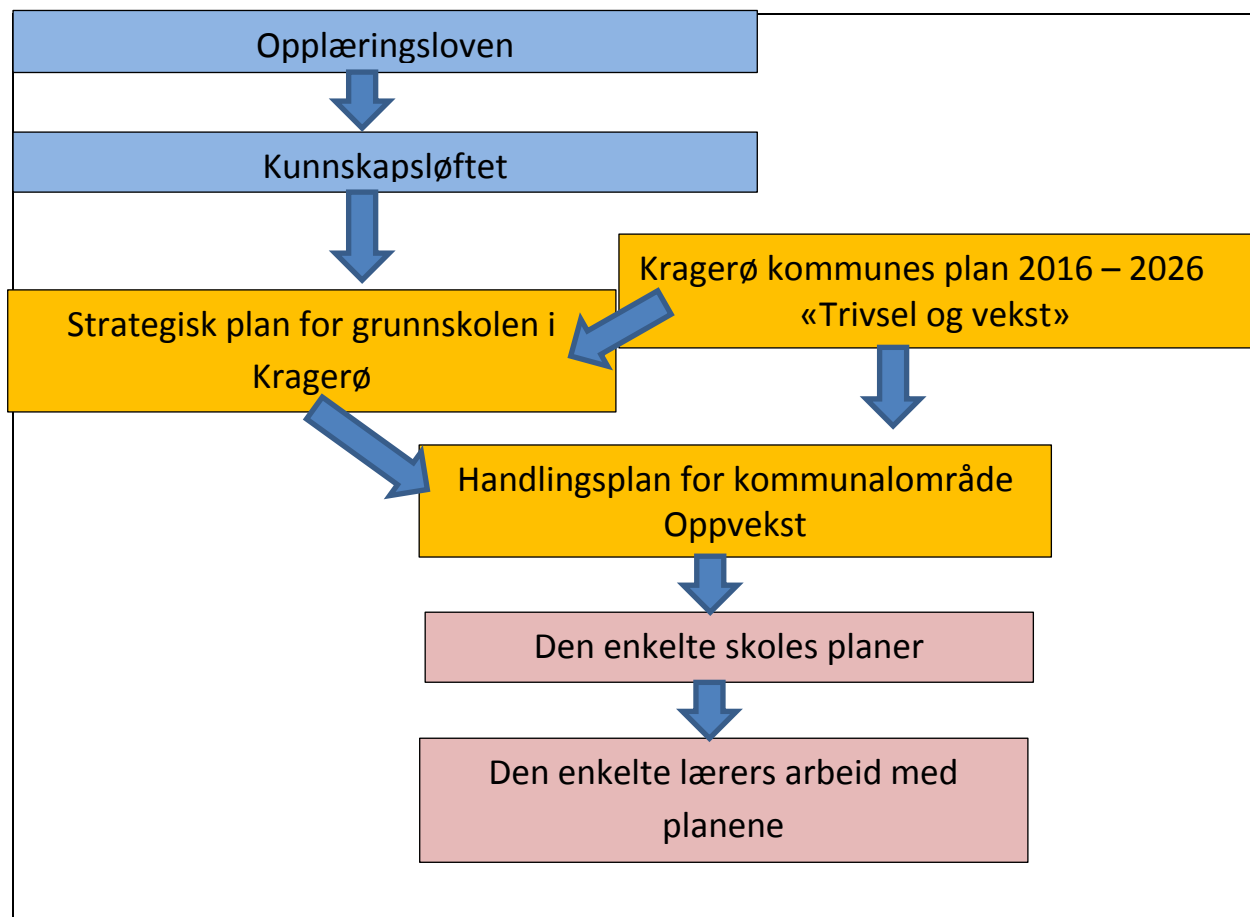 Opplæringsloven
Kunnskapsløftet
Kragerø kommunes plan 2016 – 2026
«Trivsel og vekst»
Strategisk plan for grunnskolen i
Kragerø
Handlingsplan for kommunalområde
Oppvekst
Den enkelte skoles planer
Den enkelte lærers arbeid med
planene